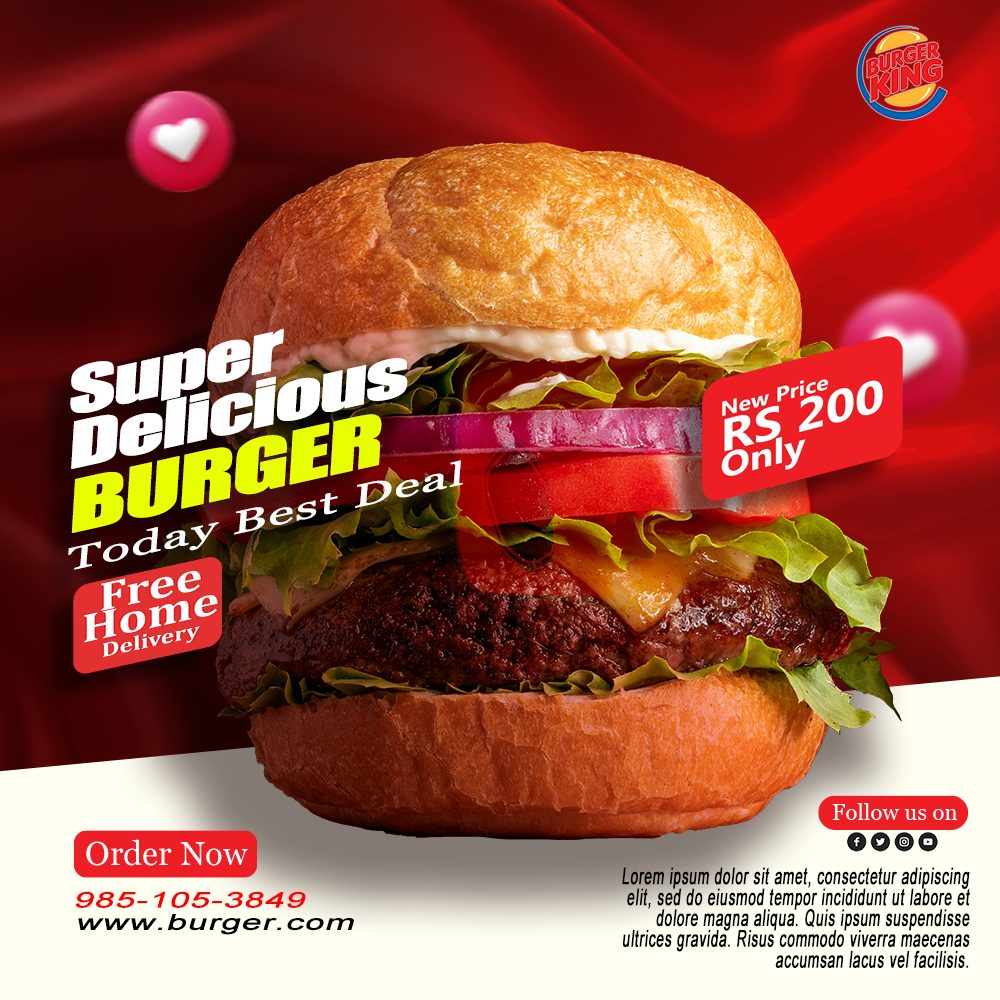 BURGER
KING
Super
Delicious
BURGER
Today Best Deal
Free
Home
Delivery
New Price
RS 200
Only
Order Now
985-105-3849
www.burger.com
Follow us on
Lorem ipsum dolor sit amet, consectetur adipiscing
elit, sed do eiusmod tempor incididunt ut labore et
dolore magna aliqua. Quis ipsum suspendisse
ultrices gravida. Risus commodo viverra maecenas
accumsan lacus vel facilisis.